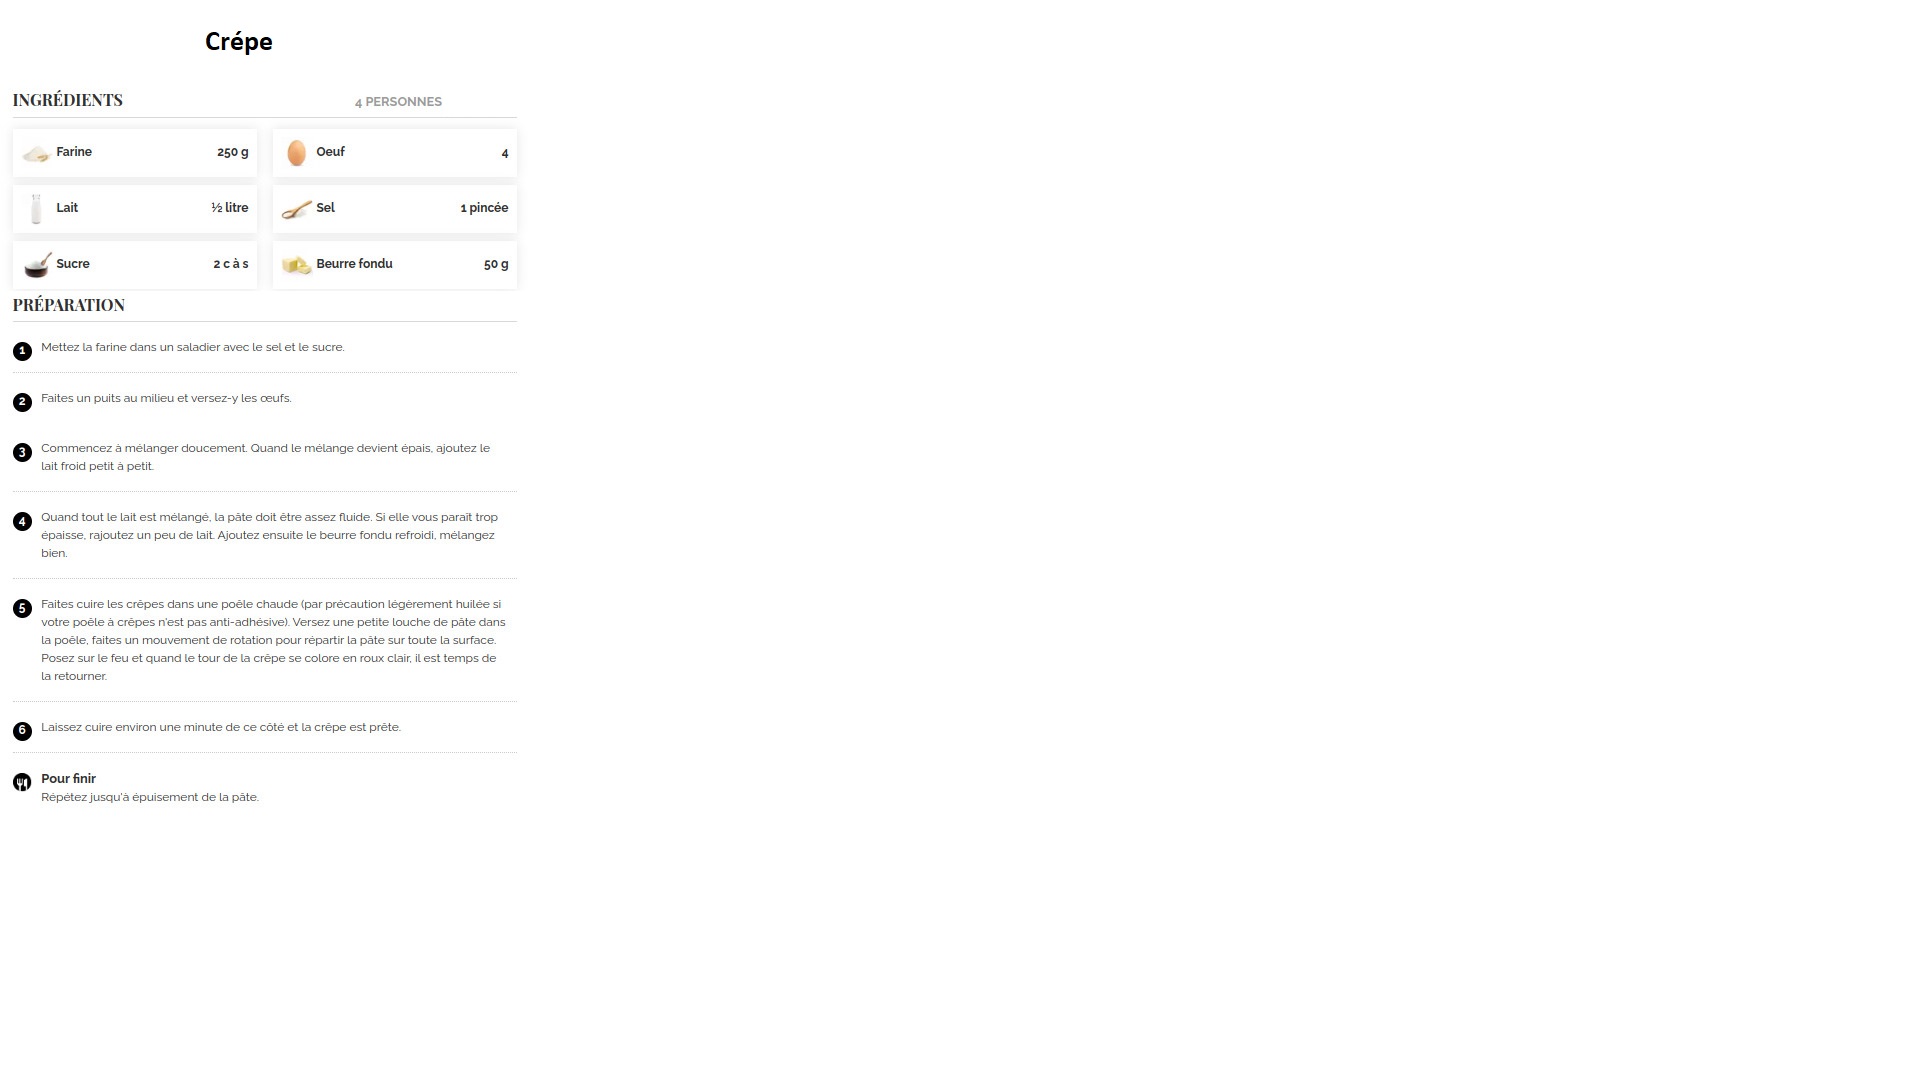 Crépe
INGRÉDIENTS
4 PERSONNES
Farine 250 g
Oeuf 4
Lait ½ litre
Sel 1 pincée
Sucre 2 c à s
Beurre fondu 50 g
PRÉPARATION
1 Mettez la farine dans un saladier avec le sel et le sucre.
2 Faites un puits au milieu et versez-y les œufs.
3 Commencez à mélanger doucement. Quand le mélange devient épais, ajoutez le
lait froid petit à petit.
4 Quand tout le lait est mélangé, la pâte doit être assez fluide. Si elle vous paraît trop
épaisse, rajoutez un peu de lait. Ajoutez ensuite le beurre fondu refroidi, mélangez
bien.
5 Faites cuire les crêpes dans une poêle chaude (par précaution légèrement huilée si
votre poêle à crêpes n'est pas anti-adhésive). Versez une petite louche de pâte dans
la poêle, faites un mouvement de rotation pour répartir la pâte sur toute la surface.
Posez sur le feu et quand le tour de la crêpe se colore en roux clair, il est temps de
la retourner.
6 Laissez cuire environ une minute de ce côté et la crêpe est prête.
Pour finir
Répétez jusqu'à épuisement de la pâte.